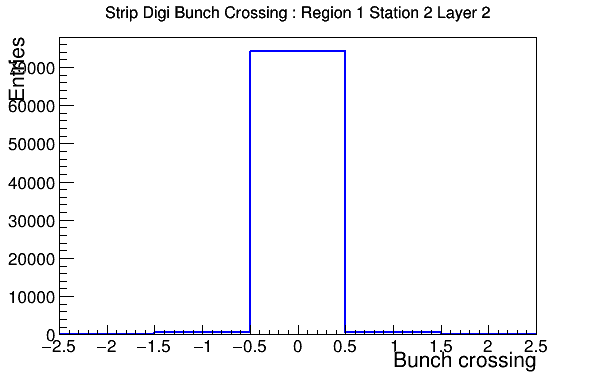 Strip Digi Bunch Crossing : Region 1 Station 2 Layer 2
Entries
70000
60000
50000
40000
30000
20000
10000
0
−2.5 −2 −1.5 −1 −0.5 0 0.5 1 1.5 2 2.5
Bunch crossing